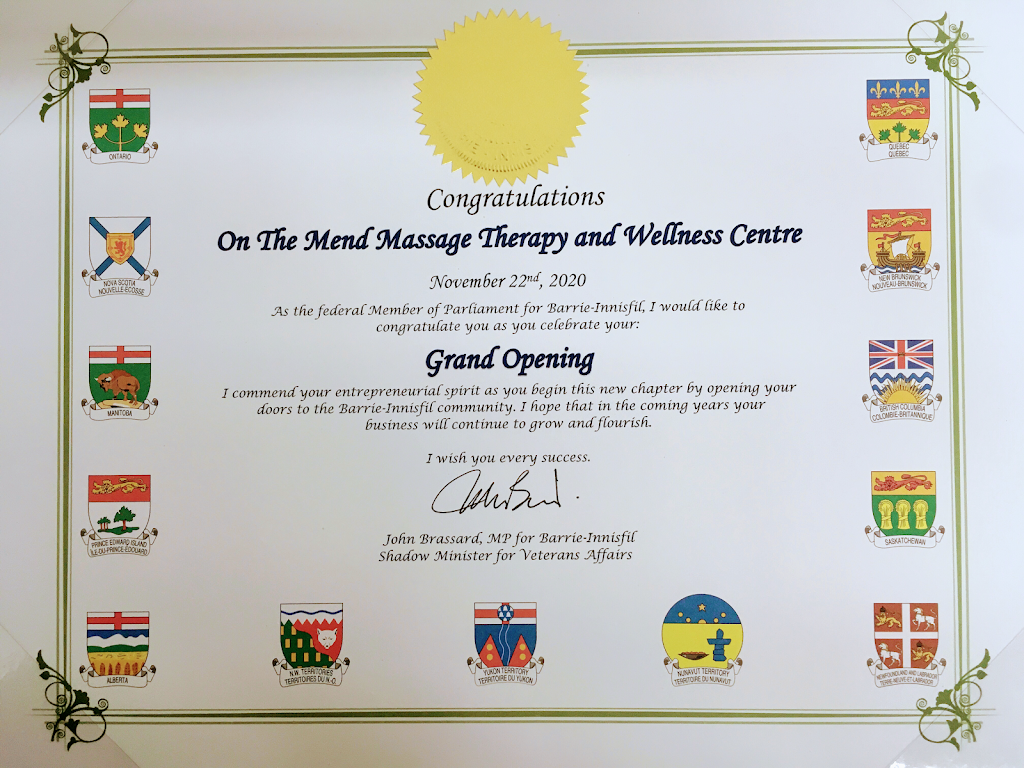 Congratulations
On The Mend Massage Therapy and Wellness Centre
November 22nd, 2020
As the federal Member of Parliament for Barrie-Innisfil, I would like to
congratulate you as you celebrate your:
Grand Opening
I commend your entrepreneurial spirit as you begin this new chapter by opening your
doors to the Barrie-Innisfil community. I hope that in the coming years your
business will continue to grow and flourish.
I wish you every success.
John Brassard, MP for Barrie-Innisfil
Shadow Minister for Veterans Affairs
ONTARIO
NOVA SCOTIA
NOUVELLE-ÉCOSSE
MANITOBA
PRINCE EDWARD ISLAND
ÎLE-DU-PRINCE-ÉDOUARD
ALBERTA
N.W. TERRITORIES
TERRITOIRES DU N.-O.
YUKON TERRITORY
TERRITOIRE DU YUKON
NUNAVUT TERRITORY
TERRITOIRE DU NUNAVUT
QUEBEC
QUÉBEC
NEW BRUNSWICK
NOUVEAU-BRUNSWICK
BRITISH COLUMBIA
COLOMBIE-BRITANNIQUE
SASKATCHEWAN
NEWFOUNDLAND AND LABRADOR
TERRE-NEUVE-ET-LABRADOR